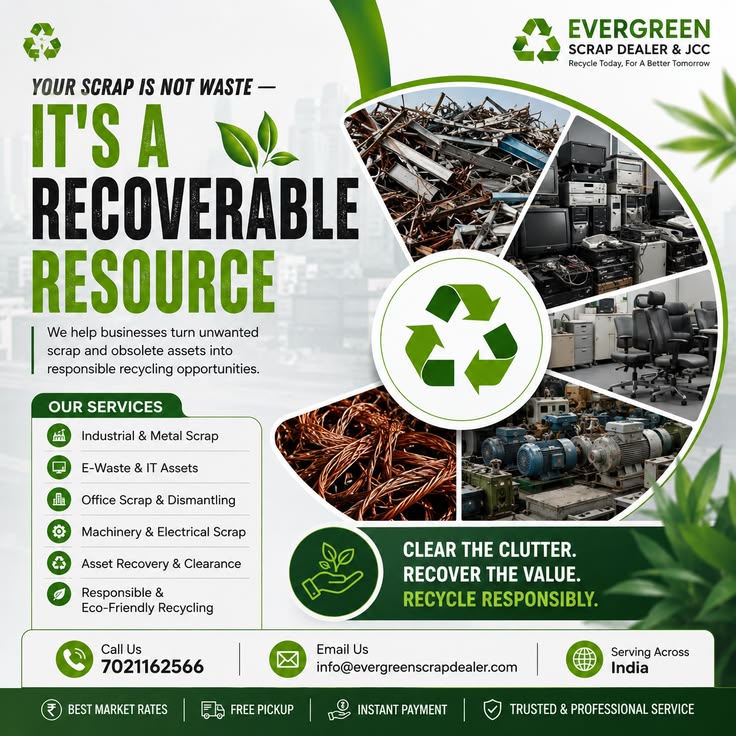 EVERGREEN
SCRAP DEALER & JCC
Recycle Today, For A Better Tomorrow
YOUR SCRAP IS NOT WASTE —
IT'S A
RECOVERABLE
RESOURCE
We help businesses turn unwanted
scrap and obsolete assets into
responsible recycling opportunities.
OUR SERVICES
Industrial & Metal Scrap
E-Waste & IT Assets
Office Scrap & Dismantling
Machinery & Electrical Scrap
Asset Recovery & Clearance
Responsible &
Eco-Friendly Recycling
CLEAR THE CLUTTER.
RECOVER THE VALUE.
RECYCLE RESPONSIBLY.
Call Us
7021162566
Email Us
info@evergreenscrapdealer.com
Serving Across
India
BEST MARKET RATES
FREE PICKUP
INSTANT PAYMENT
TRUSTED & PROFESSIONAL SERVICE